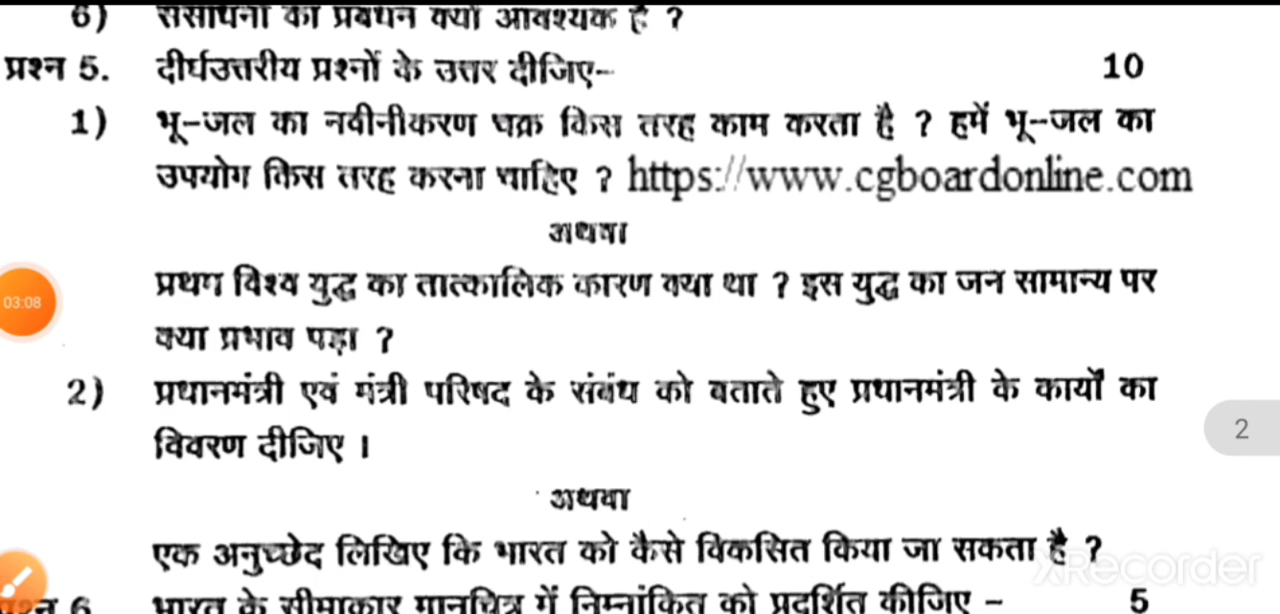 6) संसाधनों का प्रबंधन क्यों आवश्यक है ?
प्रश्न 5. दीर्घउत्तरीय प्रश्नों के उत्तर दीजिए– 10
1) भू-जल का नवीनीकरण चक्र किस तरह काम करता है ? हमें भू-जल का
उपयोग किस तरह करना चाहिए ? https://www.cgboardonline.com
अथवा
प्रथम विश्व युद्ध का तात्कालिक कारण क्या था ? इस युद्ध का जन सामान्य पर
03:08
क्या प्रभाव पड़ा ?
2) प्रधानमंत्री एवं मंत्री परिषद के संबंध को बताते हुए प्रधानमंत्री के कार्यों का
2
विवरण दीजिए ।
अथवा
एक अनुच्छेद लिखिए कि भारत को कैसे विकसित किया जा सकता है ?
XRecorder
प्रश्न 6 भारत के सीमाकार मानचित्र में निम्नांकित को प्रदर्शित कीजिए – 5